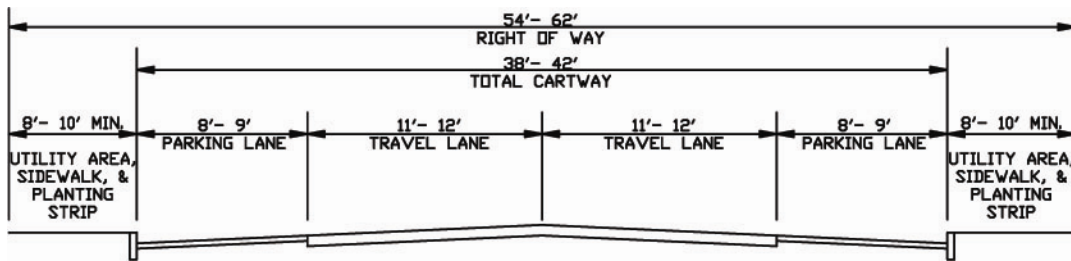 54'- 62'
RIGHT OF WAY
38'- 42'
TOTAL CARTWAY
8'- 10' MIN.
8'- 9'
11'- 12'
11'- 12'
8'- 9'
8'- 10' MIN.
PARKING LANE
TRAVEL LANE
TRAVEL LANE
PARKING LANE
UTILITY AREA,
SIDEWALK, &
PLANTING
STRIP
UTILITY AREA,
SIDEWALK, &
PLANTING
STRIP